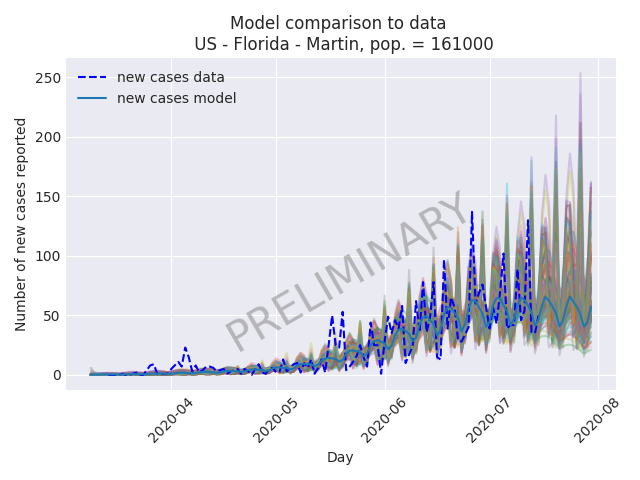 Model comparison to data
US - Florida - Martin, pop. = 161000
new cases data
new cases model
250
200
150
100
50
0
Number of new cases reported
PRELIMINARY
2020-04
2020-05
2020-06
2020-07
2020-08
Day